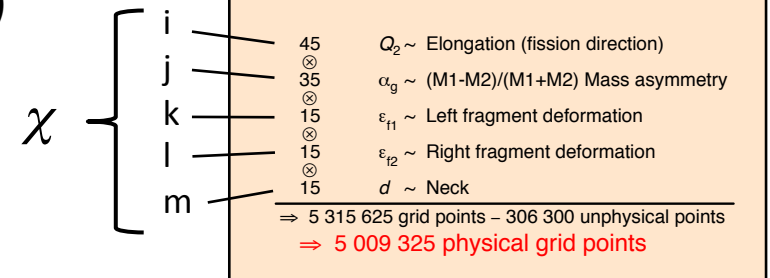 )
χ
i
j
k
l
m
45 Q₂ ~ Elongation (fission direction)
⊗
35 α_g ~ (M1-M2)/(M1+M2) Mass asymmetry
⊗
15 ε_f1 ~ Left fragment deformation
⊗
15 ε_f2 ~ Right fragment deformation
⊗
15 d ~ Neck
⇒ 5 315 625 grid points – 306 300 unphysical points
⇒ 5 009 325 physical grid points